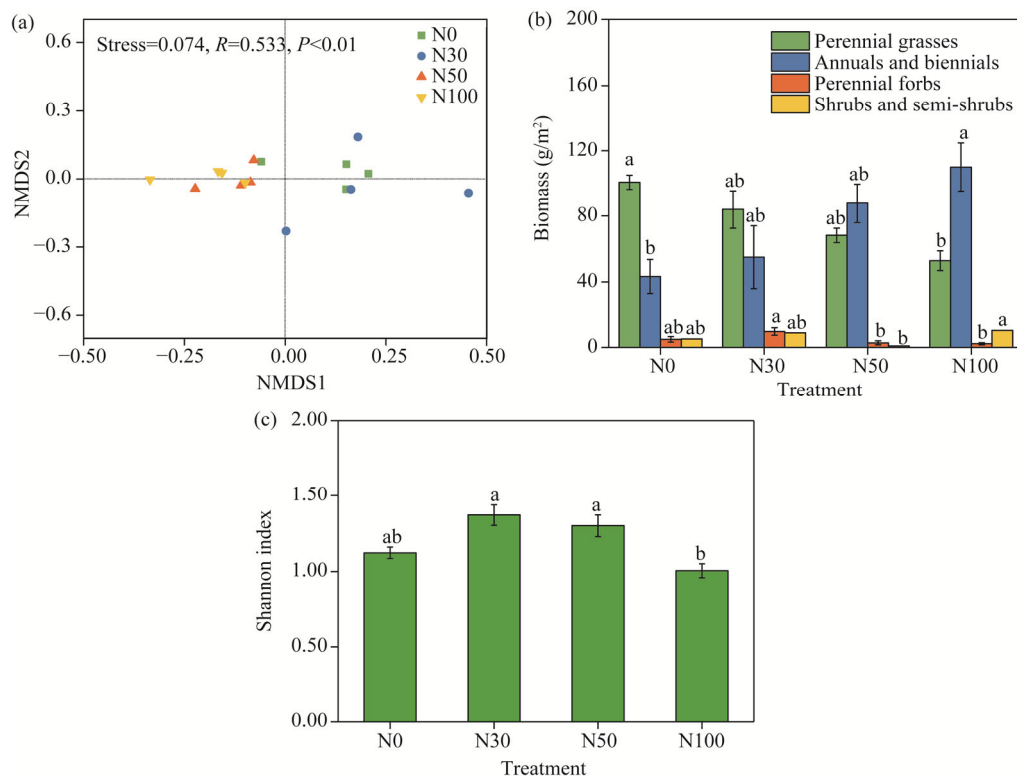 (a)
0.6
0.3
0.0
−0.3
−0.6
NMDS2
Stress=0.074, R=0.533, P<0.01
N0
N30
N50
N100
−0.50
−0.25
0.00
0.25
0.50
NMDS1
(b)
200
160
120
80
40
0
Biomass (g/m²)
Perennial grasses
Annuals and biennials
Perennial forbs
Shrubs and semi-shrubs
a
b
ab
ab
ab
ab
a
ab
ab
ab
b
b
b
a
b
a
N0
N30
N50
N100
Treatment
(c)
2.00
1.50
1.00
0.50
0.00
Shannon index
ab
a
a
b
N0
N30
N50
N100
Treatment